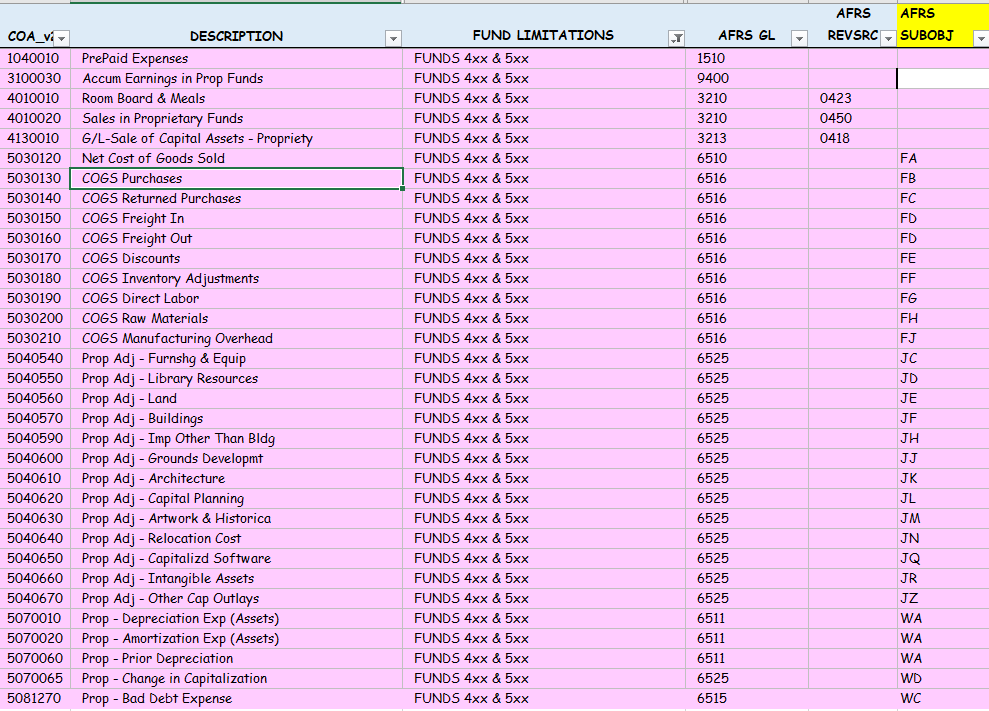 AFRS AFRS
COA_v2 DESCRIPTION FUND LIMITATIONS AFRS GL REVSRC SUBOBJ
1040010 PrePaid Expenses FUNDS 4xx & 5xx 1510
3100030 Accum Earnings in Prop Funds FUNDS 4xx & 5xx 9400
4010010 Room Board & Meals FUNDS 4xx & 5xx 3210 0423
4010020 Sales in Proprietary Funds FUNDS 4xx & 5xx 3210 0450
4130010 G/L-Sale of Capital Assets - Propriety FUNDS 4xx & 5xx 3213 0418
5030120 Net Cost of Goods Sold FUNDS 4xx & 5xx 6510 FA
5030130 COGS Purchases FUNDS 4xx & 5xx 6516 FB
5030140 COGS Returned Purchases FUNDS 4xx & 5xx 6516 FC
5030150 COGS Freight In FUNDS 4xx & 5xx 6516 FD
5030160 COGS Freight Out FUNDS 4xx & 5xx 6516 FD
5030170 COGS Discounts FUNDS 4xx & 5xx 6516 FE
5030180 COGS Inventory Adjustments FUNDS 4xx & 5xx 6516 FF
5030190 COGS Direct Labor FUNDS 4xx & 5xx 6516 FG
5030200 COGS Raw Materials FUNDS 4xx & 5xx 6516 FH
5030210 COGS Manufacturing Overhead FUNDS 4xx & 5xx 6516 FJ
5040540 Prop Adj - Furnshg & Equip FUNDS 4xx & 5xx 6525 JC
5040550 Prop Adj - Library Resources FUNDS 4xx & 5xx 6525 JD
5040560 Prop Adj - Land FUNDS 4xx & 5xx 6525 JE
5040570 Prop Adj - Buildings FUNDS 4xx & 5xx 6525 JF
5040590 Prop Adj - Imp Other Than Bldg FUNDS 4xx & 5xx 6525 JH
5040600 Prop Adj - Grounds Developmt FUNDS 4xx & 5xx 6525 JJ
5040610 Prop Adj - Architecture FUNDS 4xx & 5xx 6525 JK
5040620 Prop Adj - Capital Planning FUNDS 4xx & 5xx 6525 JL
5040630 Prop Adj - Artwork & Historica FUNDS 4xx & 5xx 6525 JM
5040640 Prop Adj - Relocation Cost FUNDS 4xx & 5xx 6525 JN
5040650 Prop Adj - Capitalizd Software FUNDS 4xx & 5xx 6525 JQ
5040660 Prop Adj - Intangible Assets FUNDS 4xx & 5xx 6525 JR
5040670 Prop Adj - Other Cap Outlays FUNDS 4xx & 5xx 6525 JZ
5070010 Prop - Depreciation Exp (Assets) FUNDS 4xx & 5xx 6511 WA
5070020 Prop - Amortization Exp (Assets) FUNDS 4xx & 5xx 6511 WA
5070060 Prop - Prior Depreciation FUNDS 4xx & 5xx 6511 WA
5070065 Prop - Change in Capitalization FUNDS 4xx & 5xx 6525 WD
5081270 Prop - Bad Debt Expense FUNDS 4xx & 5xx 6515 WC